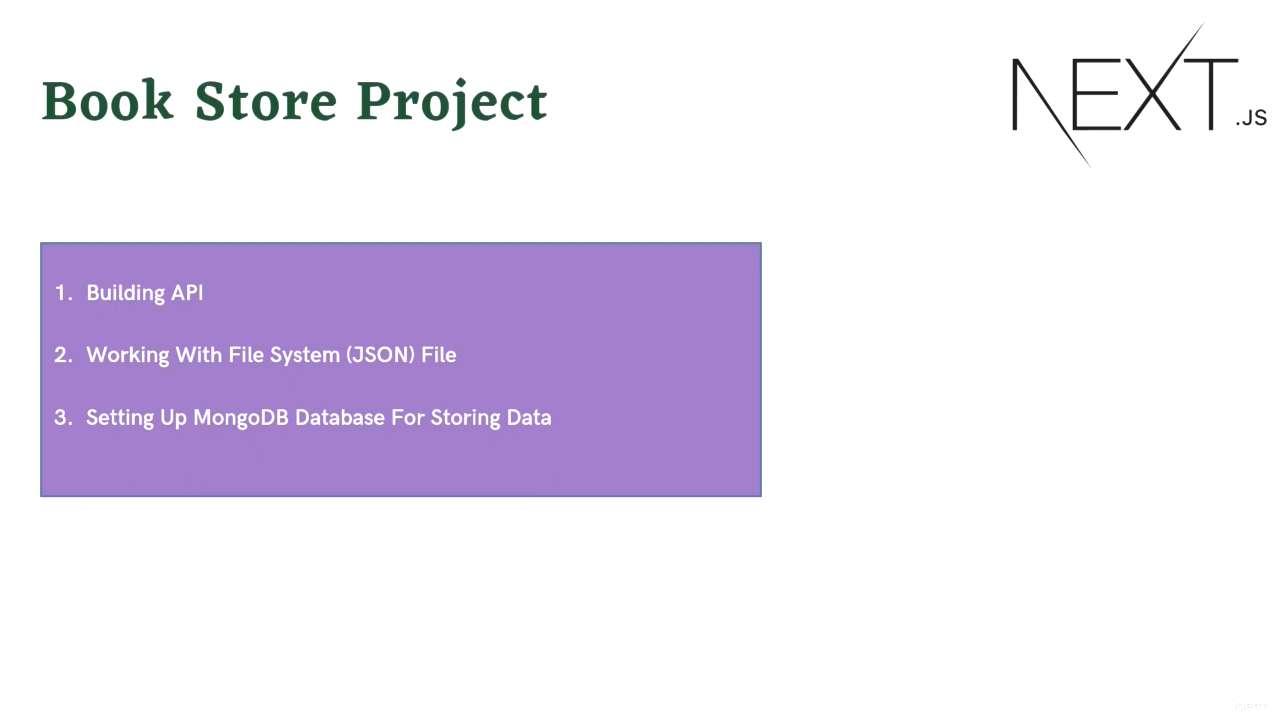 Book Store Project
NEXT.JS
1. Building API
2. Working With File System (JSON) File
3. Setting Up MongoDB Database For Storing Data